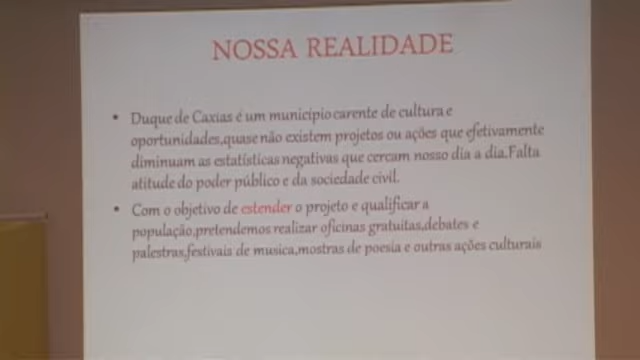 NOSSA REALIDADE
• Duque de Caxias é um município carente de cultura e
oportunidades,quase não existem projetos ou ações que efetivamente
diminuam as estatísticas negativas que cercam nosso dia a dia.Falta
atitude do poder público e da sociedade civil.
• Com o objetivo de estender o projeto e qualificar a
população,pretendemos realizar oficinas gratuitas,debates e
palestras,festivais de musica,mostras de poesia e outras ações culturais